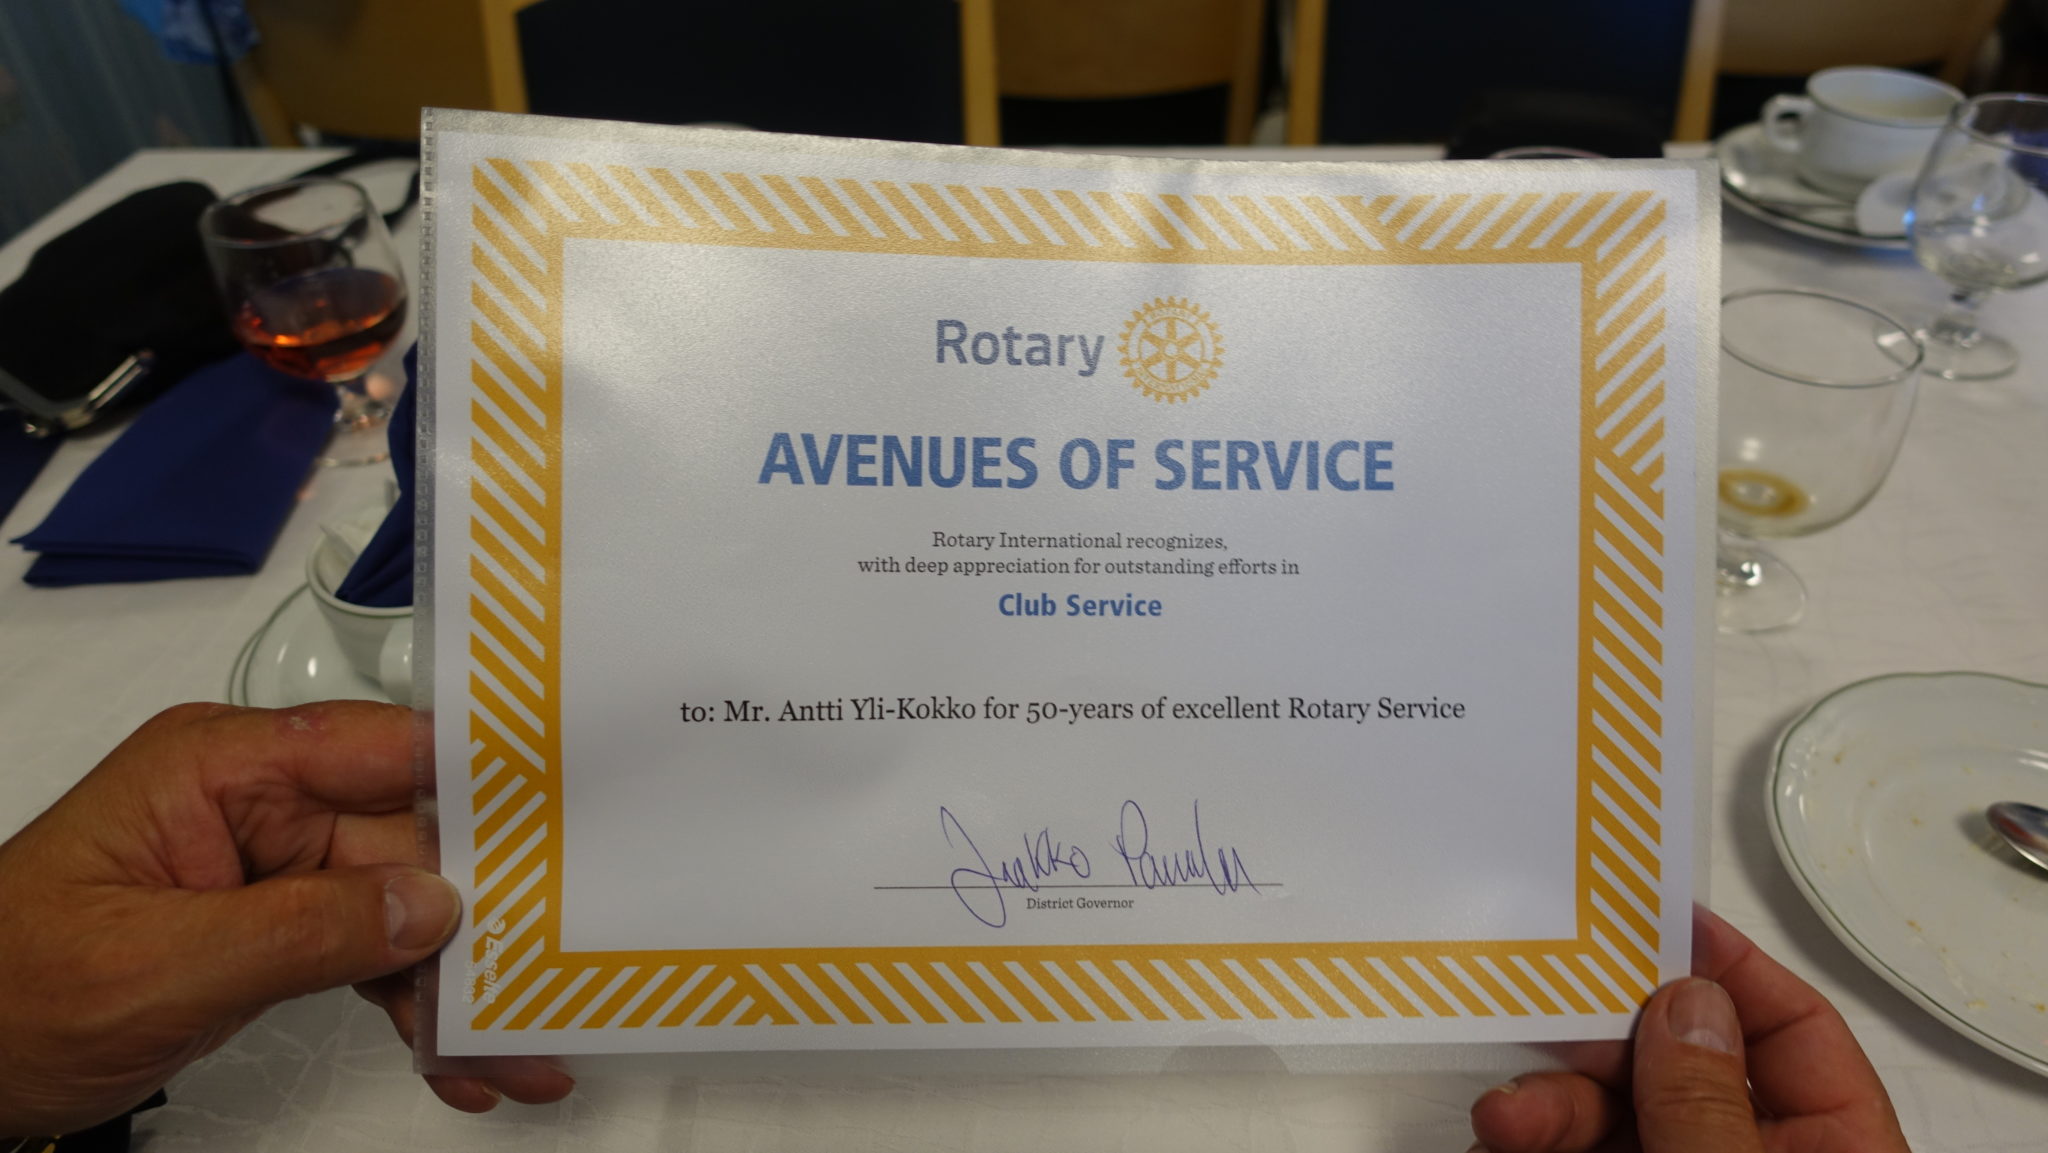 Rotary
AVENUES OF SERVICE
Rotary International recognizes,
with deep appreciation for outstanding efforts in
Club Service
to: Mr. Antti Yli-Kokko for 50-years of excellent Rotary Service
District Governor
Esselte